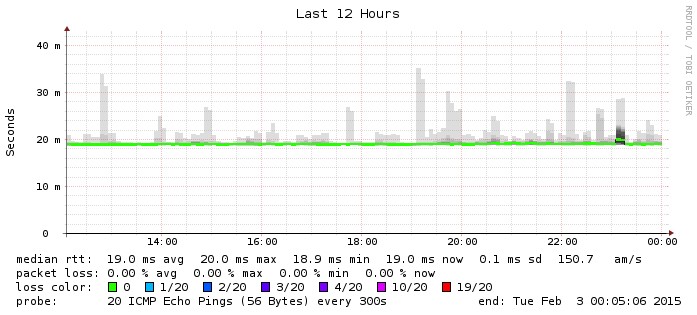 Last 12 Hours
RRDTOOL / TOBI OETIKER
Seconds
40 m
30 m
20 m
10 m
0
14:00 16:00 18:00 20:00 22:00 00:00
median rtt: 19.0 ms avg 20.0 ms max 18.9 ms min 19.0 ms now 0.1 ms sd 150.7 am/s
packet loss: 0.00 % avg 0.00 % max 0.00 % min 0.00 % now
loss color: 0 1/20 2/20 3/20 4/20 10/20 19/20
probe: 20 ICMP Echo Pings (56 Bytes) every 300s end: Tue Feb 3 00:05:06 2015